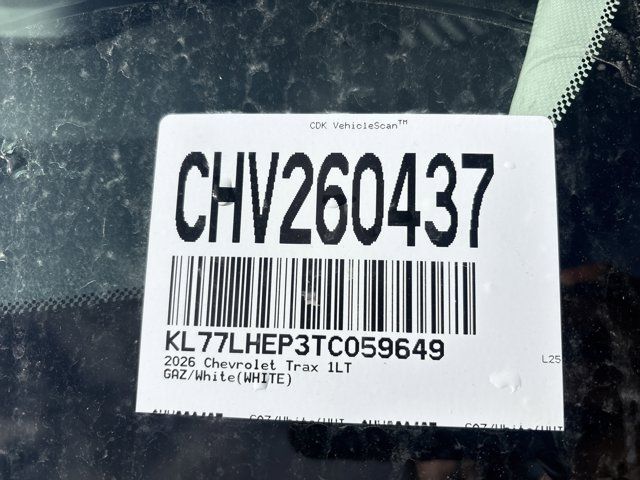 CDK VehicleScan™
CHV260437
KL77LHEP3TC059649
2026 Chevrolet Trax 1LT
GAZ/White(WHITE)
L25